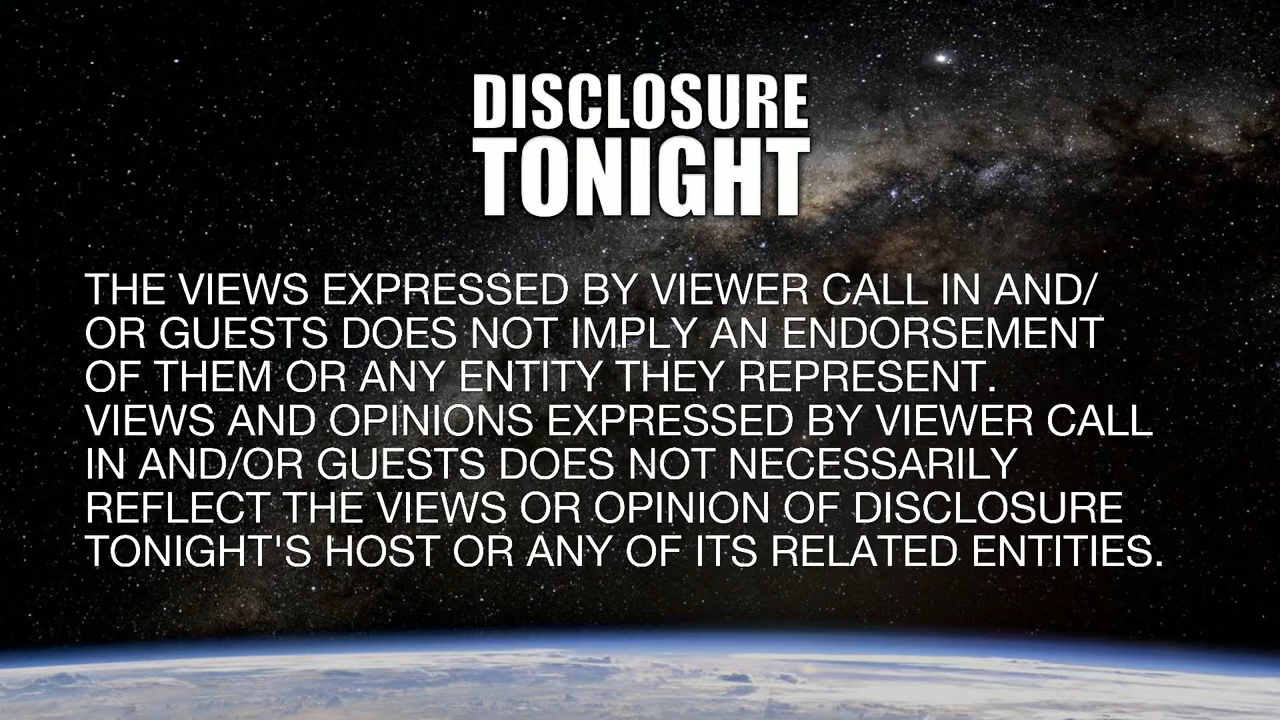 DISCLOSURE
TONIGHT
THE VIEWS EXPRESSED BY VIEWER CALL IN AND/
OR GUESTS DOES NOT IMPLY AN ENDORSEMENT
OF THEM OR ANY ENTITY THEY REPRESENT.
VIEWS AND OPINIONS EXPRESSED BY VIEWER CALL
IN AND/OR GUESTS DOES NOT NECESSARILY
REFLECT THE VIEWS OR OPINION OF DISCLOSURE
TONIGHT'S HOST OR ANY OF ITS RELATED ENTITIES.